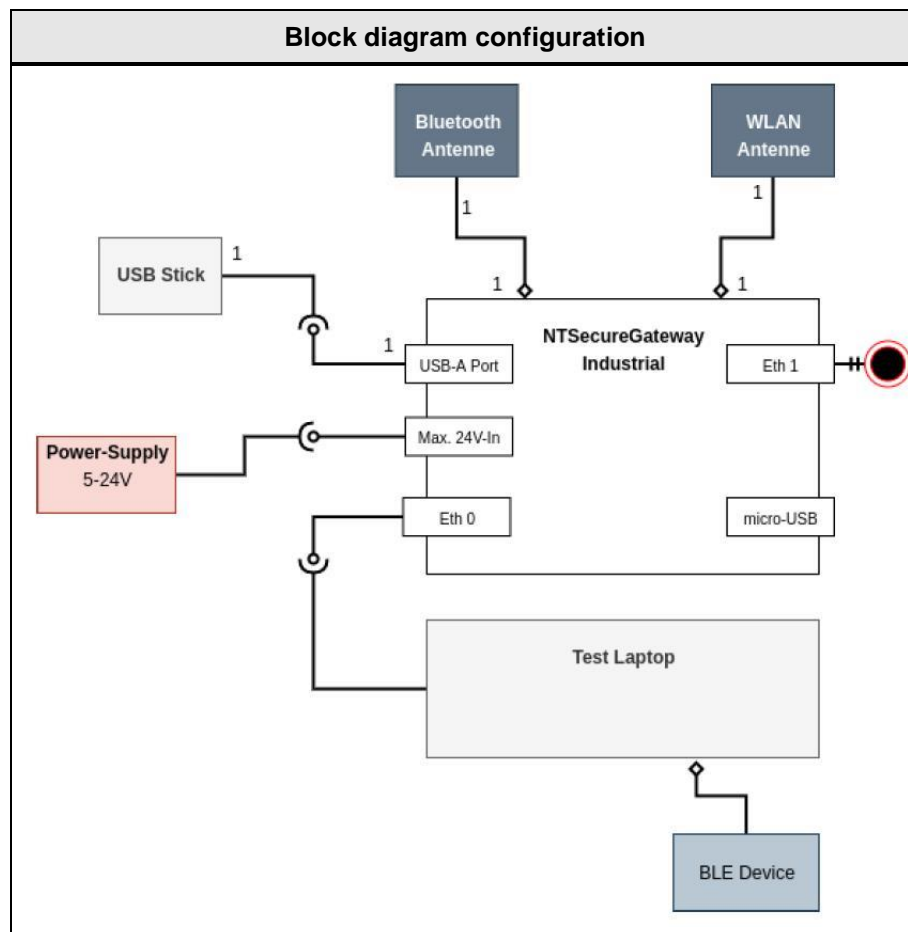 Block diagram configuration
Bluetooth
Antenne
WLAN
Antenne
1
1
USB Stick
1
1
1
NTSecureGateway
Industrial
1
USB-A Port
Eth 1
Max. 24V-In
Power-Supply
5-24V
Eth 0
micro-USB
Test Laptop
BLE Device